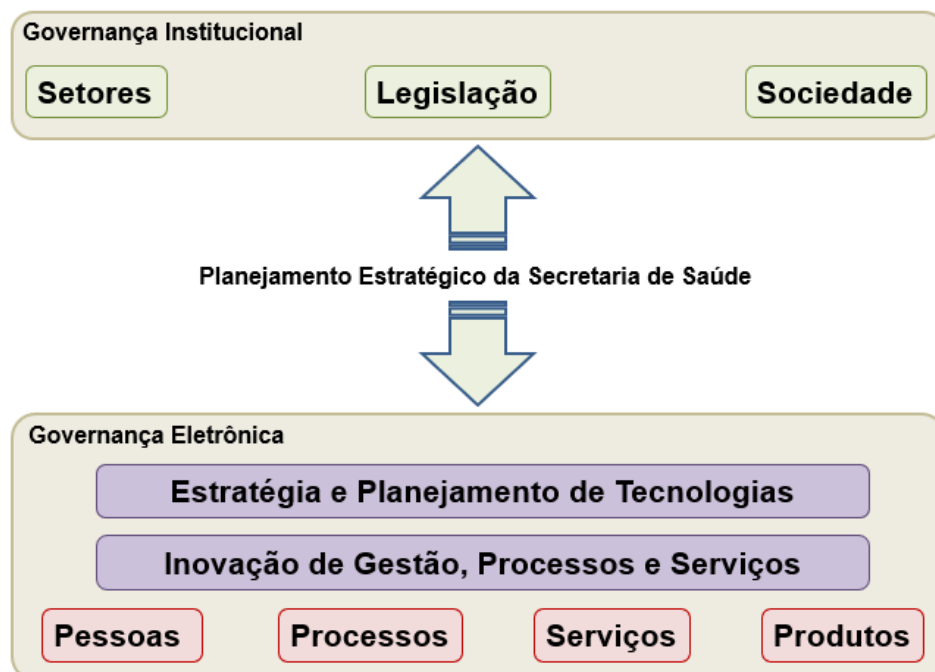 Governança Institucional
Setores Legislação Sociedade
Planejamento Estratégico da Secretaria de Saúde
Governança Eletrônica
Estratégia e Planejamento de Tecnologias
Inovação de Gestão, Processos e Serviços
Pessoas Processos Serviços Produtos